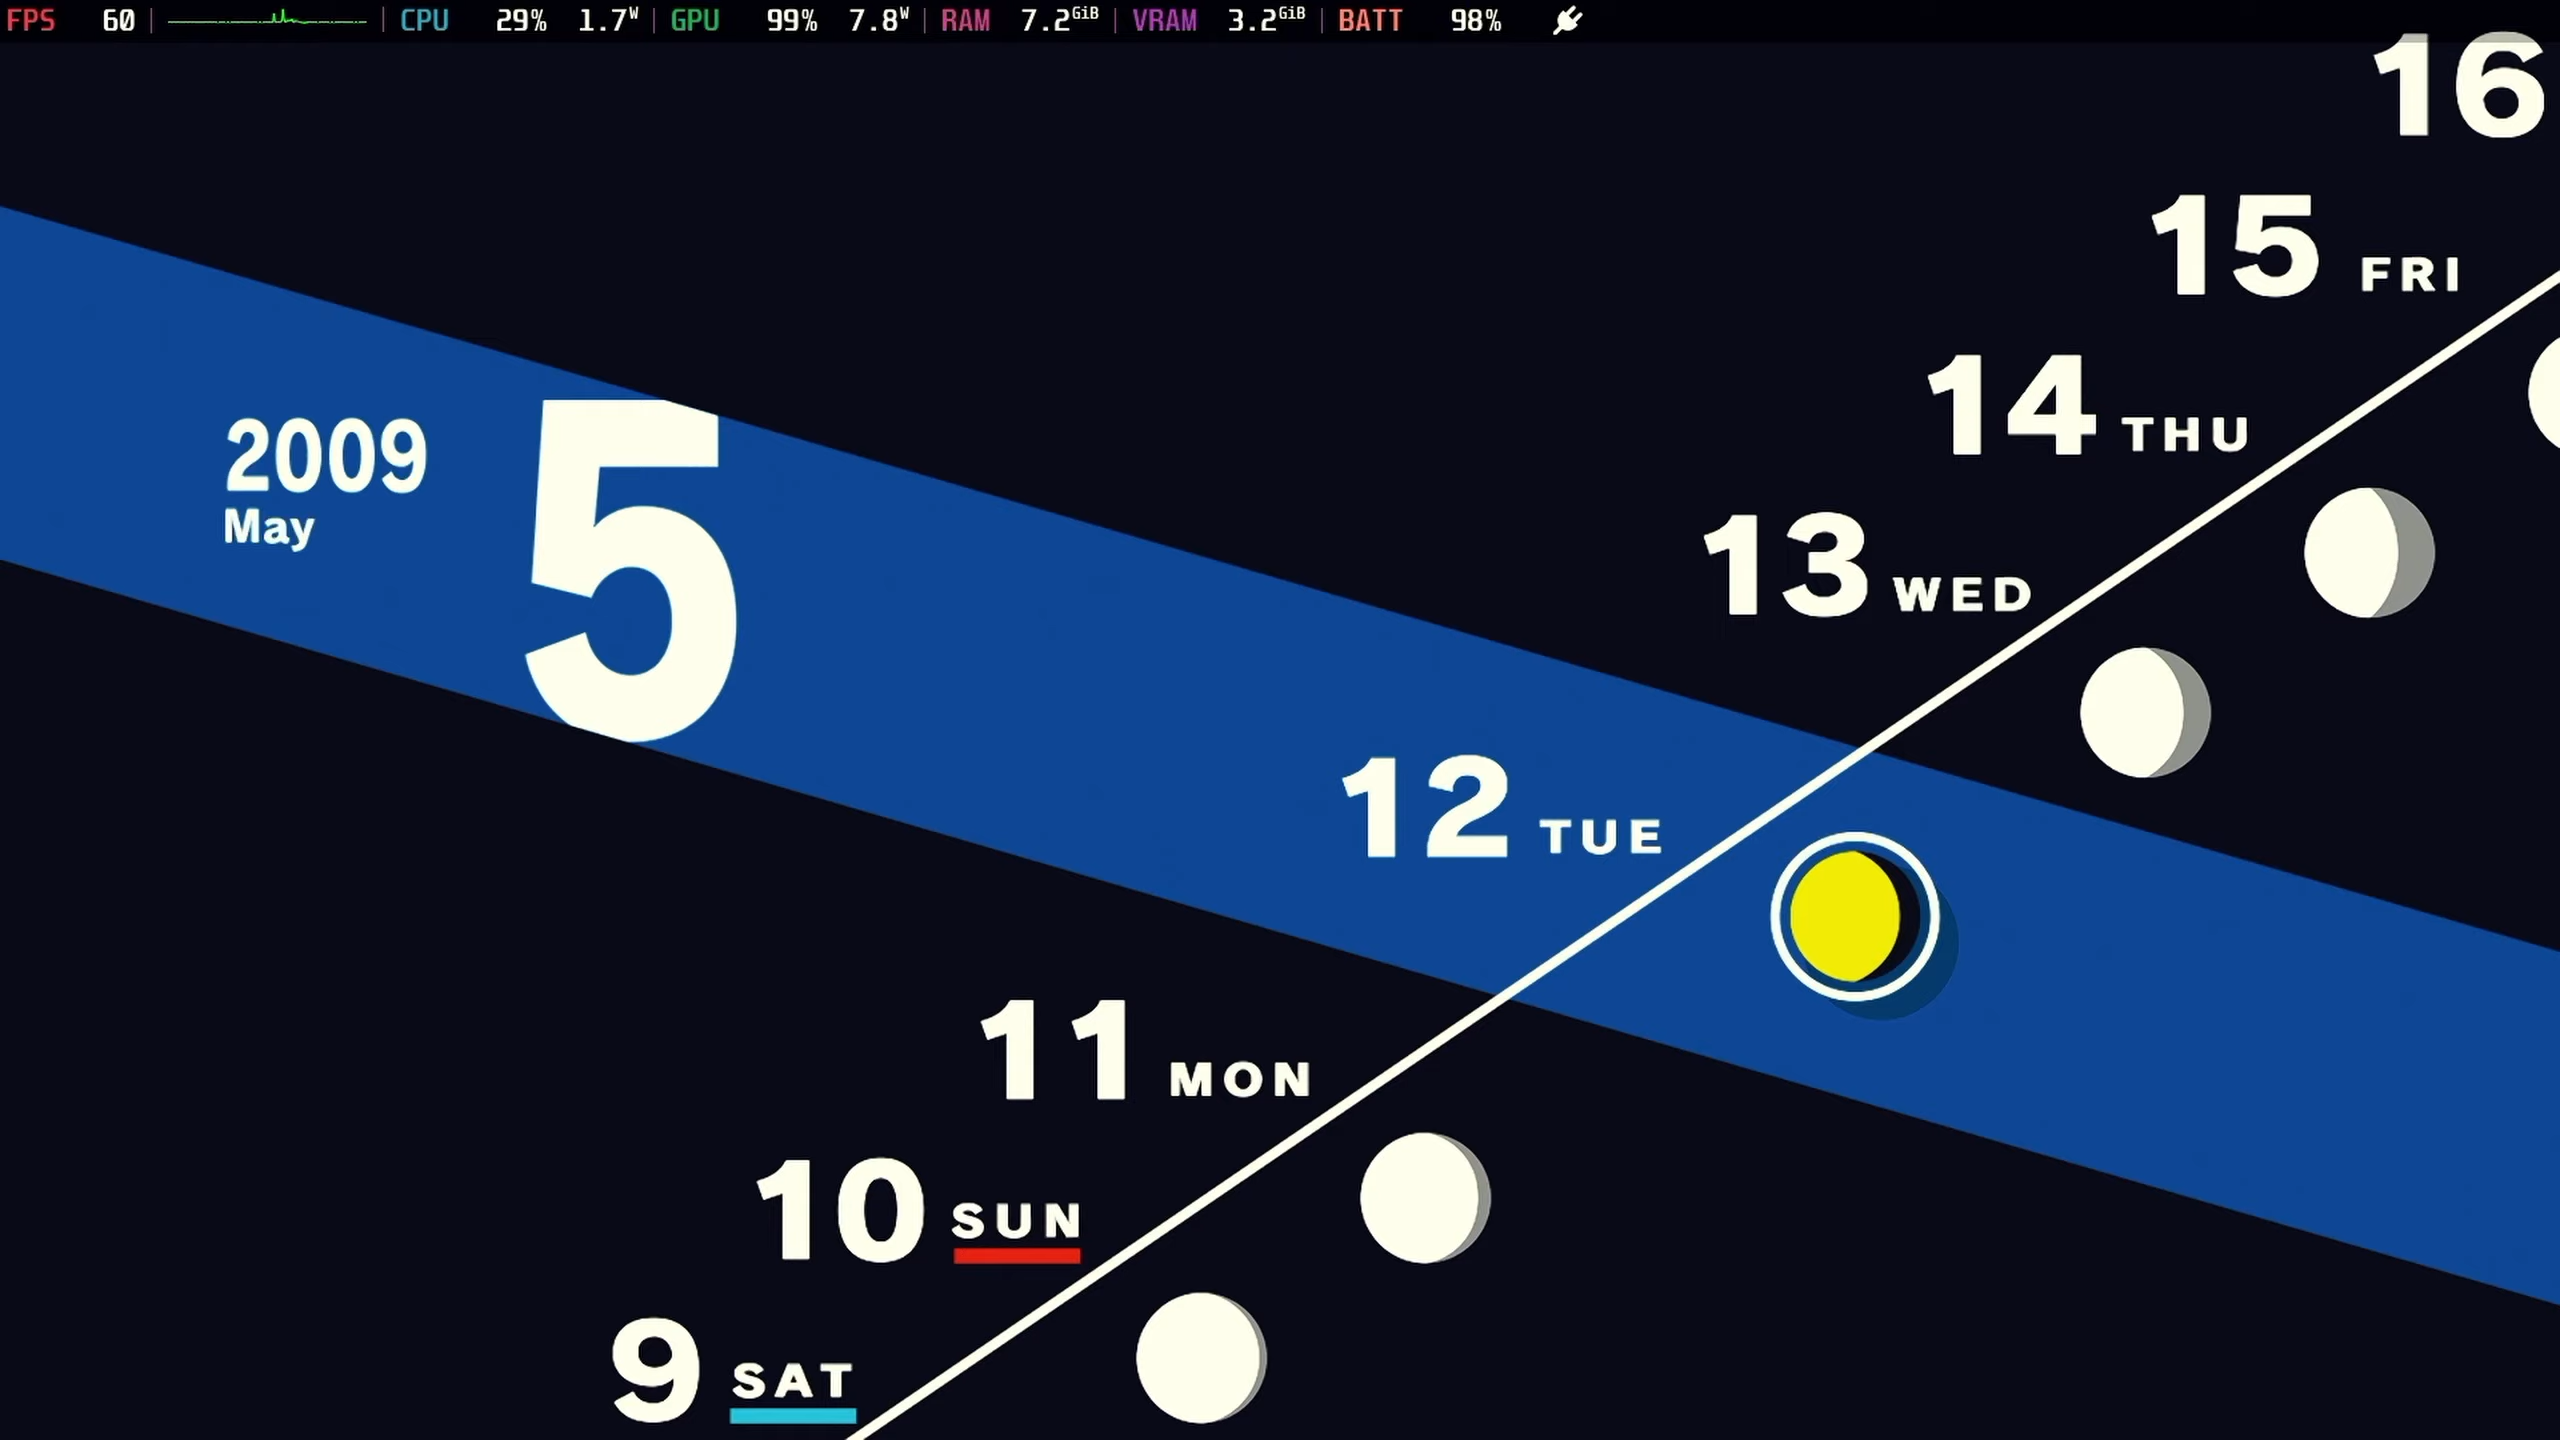 FPS 60 CPU 29% 1.7W GPU 99% 7.8W RAM 7.2GiB VRAM 3.2GiB BATT 98%
16
15 FRI
14 THU
2009
May
5
13 WED
12 TUE
11 MON
10 SUN
9 SAT